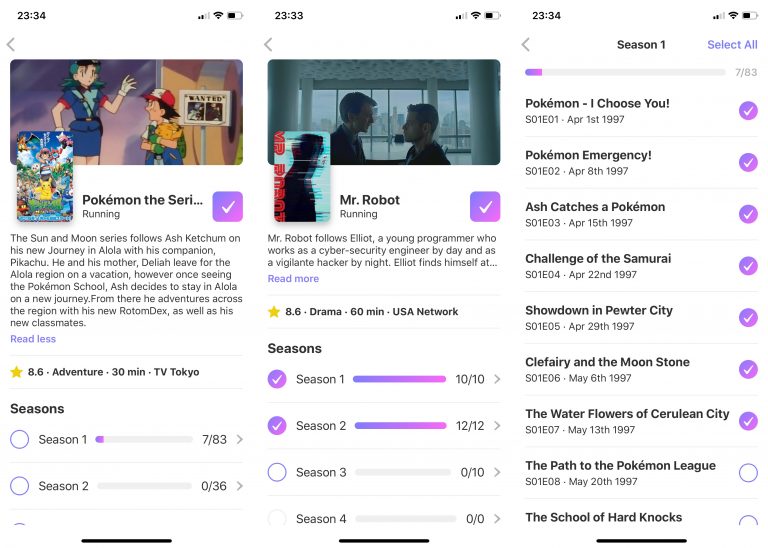 23:34
WANTED
Pokémon the Seri...
Running
The Sun and Moon series follows Ash Ketchum on
his new Journey in Alola with his companion,
Pikachu. He and his mother, Deliah leave for the
Alola region on a vacation, however once seeing
the Pokémon School, Ash decides to stay in Alola
on a new journey.From there he adventures across
the region with his new RotomDex, as well as his
new classmates.
Read less
8.6 · Adventure · 30 min · TV Tokyo
Seasons
Season 1 7/83
Season 2 0/36
23:33
MR. ROBOT
Mr. Robot
Running
Mr. Robot follows Elliot, a young programmer who
works as a cyber-security engineer by day and as
a vigilante hacker by night. Elliot finds himself at...
Read more
8.6 · Drama · 60 min · USA Network
Seasons
Season 1 10/10
Season 2 12/12
Season 3 0/10
Season 4 0/0
23:34
Season 1 Select All
7/83
Pokémon - I Choose You!
S01E01 · Apr 1st 1997
Pokémon Emergency!
S01E02 · Apr 8th 1997
Ash Catches a Pokémon
S01E03 · Apr 15th 1997
Challenge of the Samurai
S01E04 · Apr 22nd 1997
Showdown in Pewter City
S01E05 · Apr 29th 1997
Clefairy and the Moon Stone
S01E06 · May 6th 1997
The Water Flowers of Cerulean City
S01E07 · May 13th 1997
The Path to the Pokémon League
S01E08 · May 20th 1997
The School of Hard Knocks